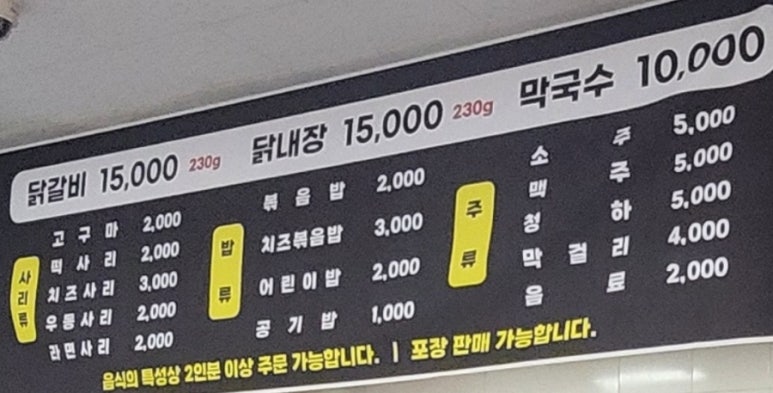 닭갈비 15,000 230g 닭내장 15,000 230g 막국수 10,000
사리류
고구마 2,000
떡사리 2,000
치즈사리 3,000
우동사리 2,000
라면사리 2,000
밥류
볶음밥 2,000
치즈볶음밥 3,000
어린이밥 2,000
공기밥 1,000
주류
소주 5,000
맥주 5,000
청하 5,000
막걸리 4,000
음료 2,000
음식의 특성상 2인분 이상 주문 가능합니다. | 포장 판매 가능합니다.